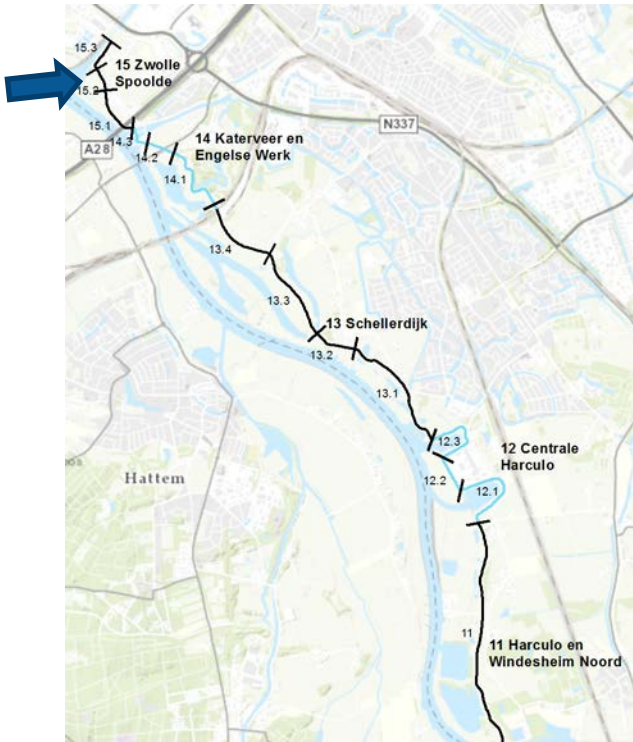 15.3
15 Zwolle
Spoolde
15.2
15.1
A28
14.3
14.2
14.1
14 Katerveer en
Engelse Werk
N337
13.4
13.3
13 Schellerdijk
13.2
13.1
12.3
12 Centrale
Harculo
12.2
12.1
Hattem
11
11 Harculo en
Windesheim Noord